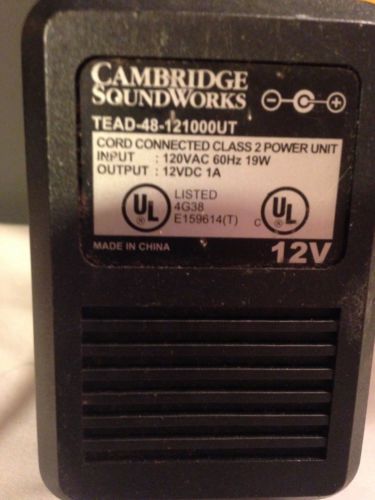 CAMBRIDGE
SOUNDWORKS
TEAD-48-121000UT
CORD CONNECTED CLASS 2 POWER UNIT
INPUT : 120VAC 60Hz 19W
OUTPUT : 12VDC 1A
UL
LISTED
4G38
E159614(T)
C UL
MADE IN CHINA
12V